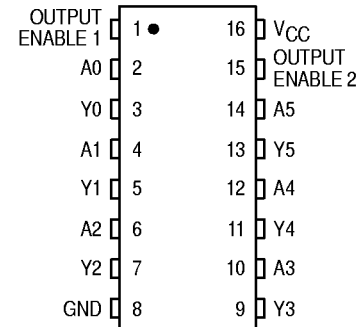 OUTPUT
ENABLE 1 1 16 VCC
A0 2 15 OUTPUT
ENABLE 2
Y0 3 14 A5
A1 4 13 Y5
Y1 5 12 A4
A2 6 11 Y4
Y2 7 10 A3
GND 8 9 Y3